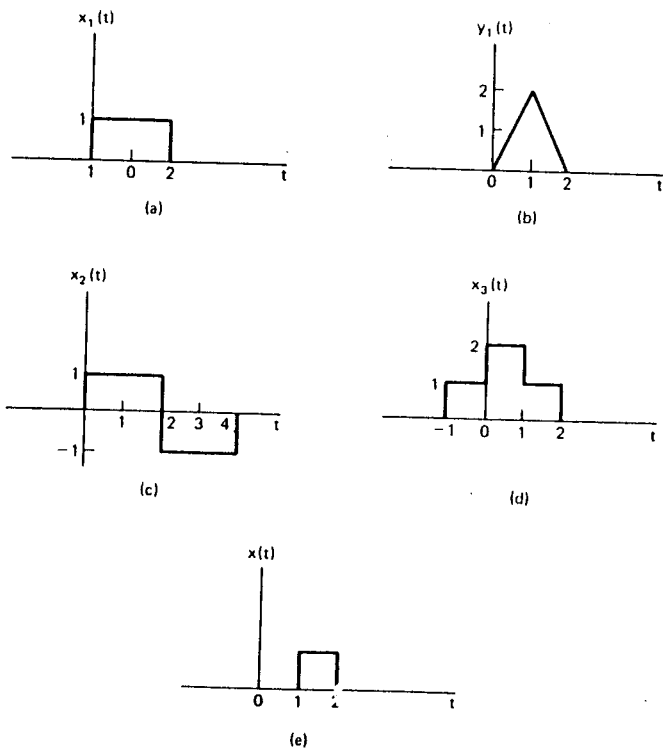 x₁(t)
1
1 0 2 t
(a)
y₁(t)
2
1
0 1 2 t
(b)
x₂(t)
1
1 2 3 4 t
−1
(c)
x₃(t)
2
1
−1 0 1 2 t
(d)
x(t)
0 1 t
(e)